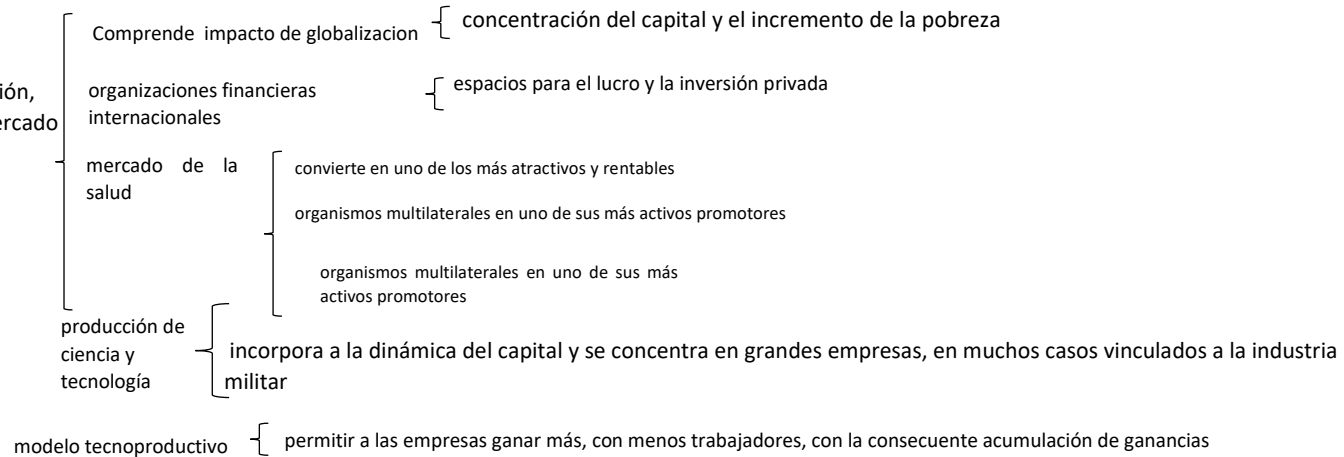 Comprende impacto de globalizacion
concentración del capital y el incremento de la pobreza
organizaciones financieras
internacionales
espacios para el lucro y la inversión privada
mercado de la
salud
convierte en uno de los más atractivos y rentables
organismos multilaterales en uno de sus más activos promotores
organismos multilaterales en uno de sus más
activos promotores
producción de
ciencia y
tecnología
incorpora a la dinámica del capital y se concentra en grandes empresas, en muchos casos vinculados a la industria
militar
modelo tecnoproductivo
permitir a las empresas ganar más, con menos trabajadores, con la consecuente acumulación de ganancias